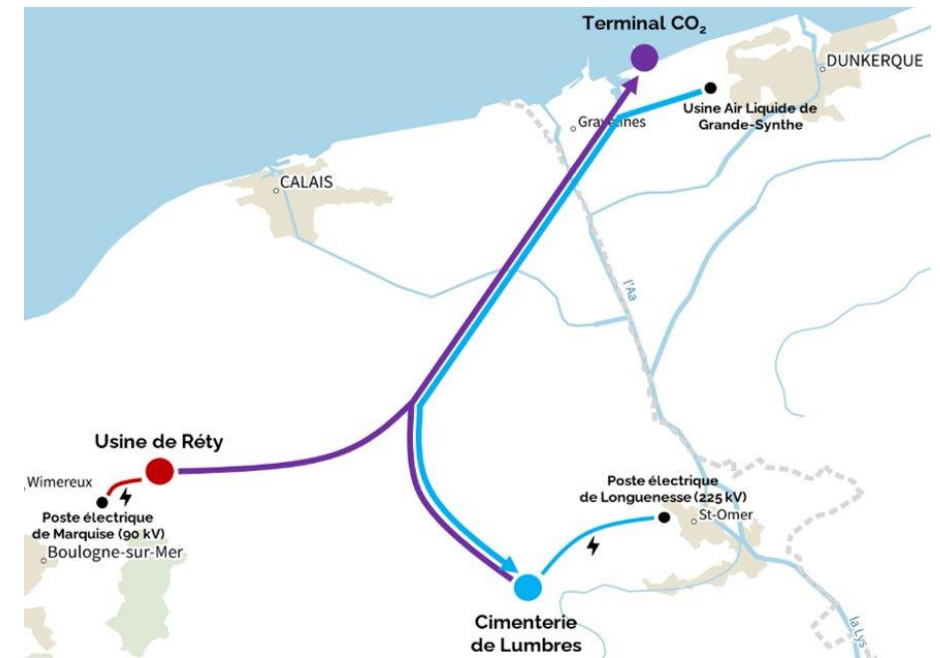 Terminal CO₂
DUNKERQUE
Usine Air Liquide de
Grande-Synthe
Gravelines
CALAIS
l'Aa
Usine de Réty
Wimereux
Poste électrique
de Marquise (90 kV)
Boulogne-sur-Mer
Poste électrique
de Longuenesse (225 kV)
St-Omer
Cimenterie
de Lumbres
la Lys